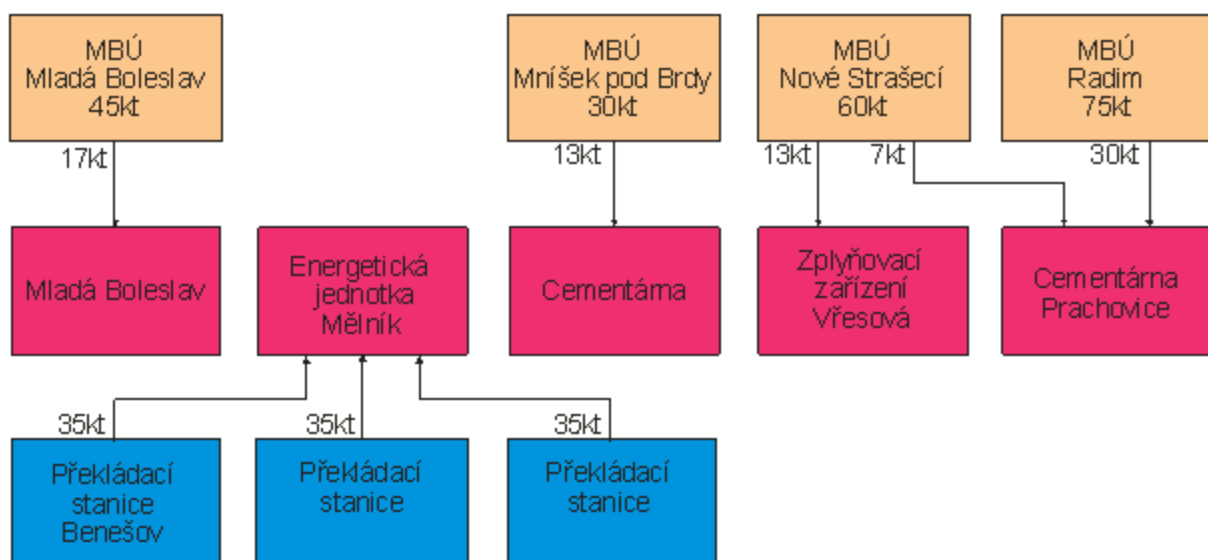 MBÚ
Mladá Boleslav
45kt
MBÚ
Mníšek pod Brdy
30kt
MBÚ
Nové Strašecí
60kt
MBÚ
Radim
75kt
17kt
13kt
13kt
7kt
30kt
Mladá Boleslav
Energetická
jednotka
Mělník
Cementárna
Zplyňovací
zařízení
Vřesová
Cementárna
Prachovice
35kt
35kt
35kt
Překládací
stanice
Benešov
Překládací
stanice
Překládací
stanice